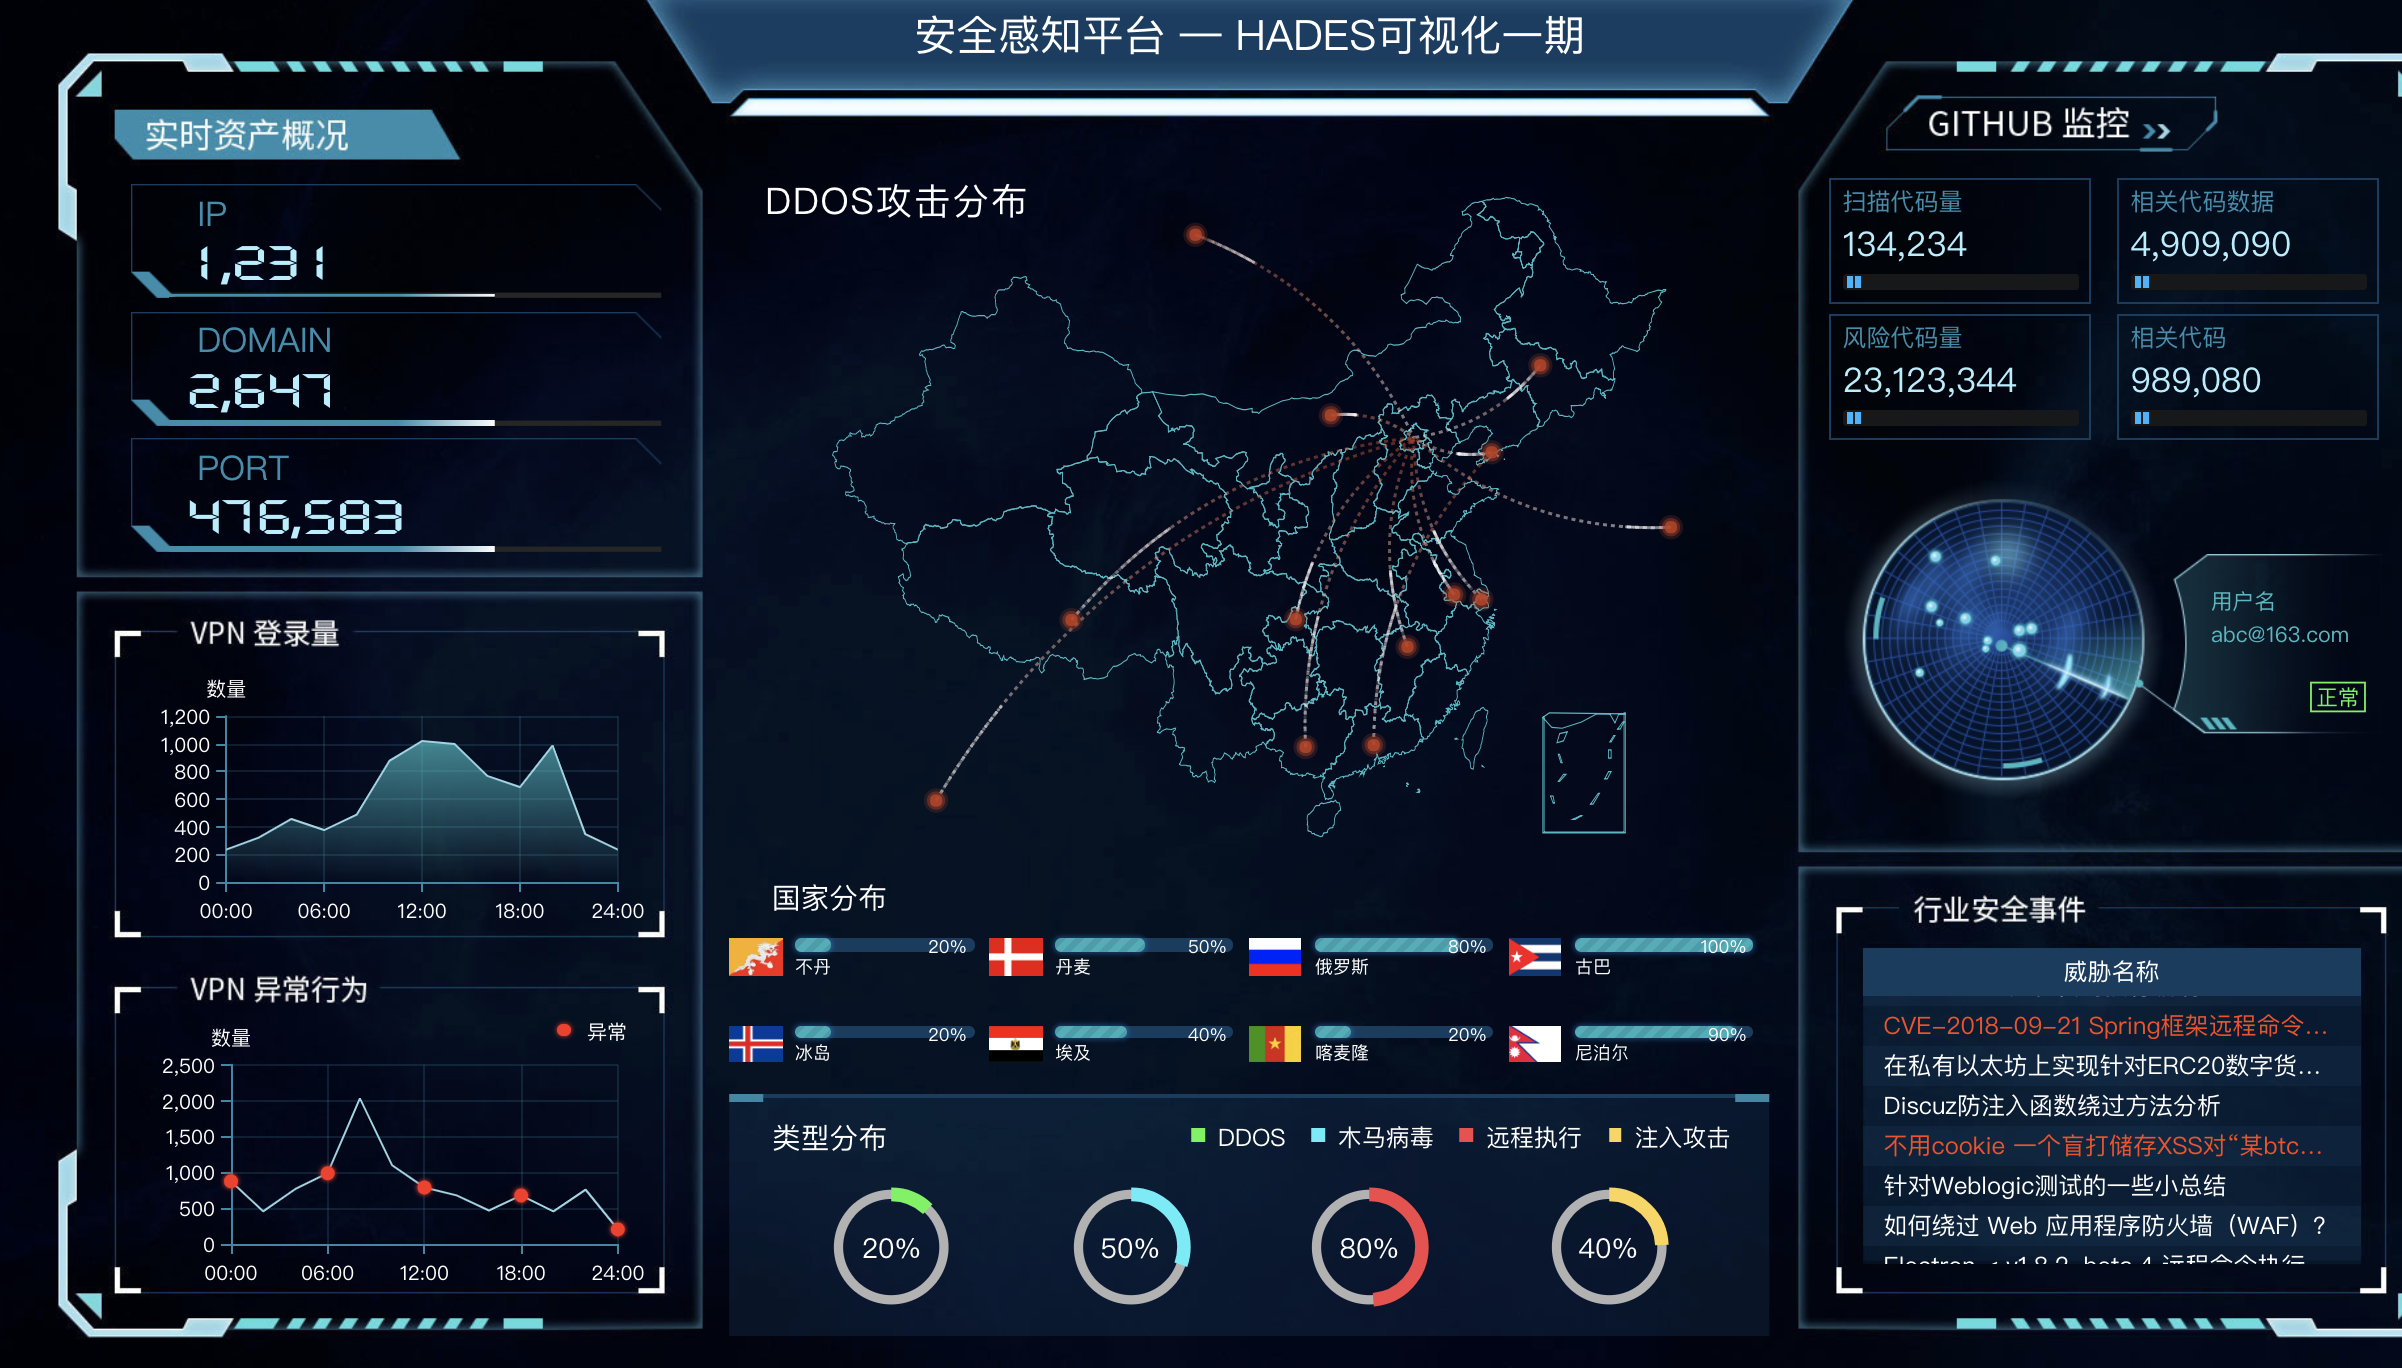 安全感知平台 — HADES可视化一期
实时资产概况
IP
1,231
DOMAIN
2,647
PORT
476,583
VPN 登录量
数量
1,200
1,000
800
600
400
200
0
00:00 06:00 12:00 18:00 24:00
VPN 异常行为
数量
异常
2,500
2,000
1,500
1,000
500
0
00:00 06:00 12:00 18:00 24:00
DDOS攻击分布
国家分布
20% 50% 80% 100%
不丹 丹麦 俄罗斯 古巴
20% 40% 20% 90%
冰岛 埃及 喀麦隆 尼泊尔
类型分布
DDOS 木马病毒 远程执行 注入攻击
20% 50% 80% 40%
GITHUB 监控
扫描代码量
134,234
相关代码数据
4,909,090
风险代码量
23,123,344
相关代码
989,080
用户名
abc@163.com
正常
行业安全事件
威胁名称
CVE-2018-09-21 Spring框架远程命令...
在私有以太坊上实现针对ERC20数字货...
Discuz防注入函数绕过方法分析
不用cookie 一个盲打储存XSS对“某btc...
针对Weblogic测试的一些小总结
如何绕过 Web 应用程序防火墙（WAF）?